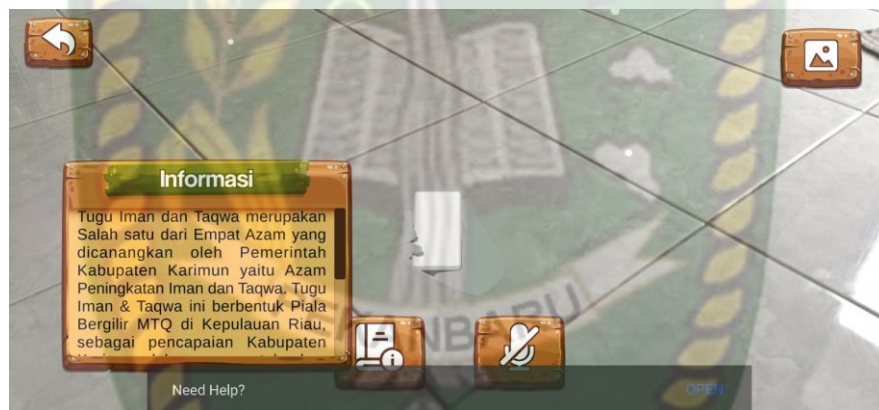 Informasi
Tugu Iman dan Taqwa merupakan
Salah satu dari Empat Azam yang
dicanangkan oleh Pemerintah
Kabupaten Karimun yaitu Azam
Peningkatan Iman dan Taqwa. Tugu
Iman & Taqwa ini berbentuk Piala
Bergilir MTQ di Kepulauan Riau,
sebagai pencapaian Kabupaten
Need Help?
OPEN